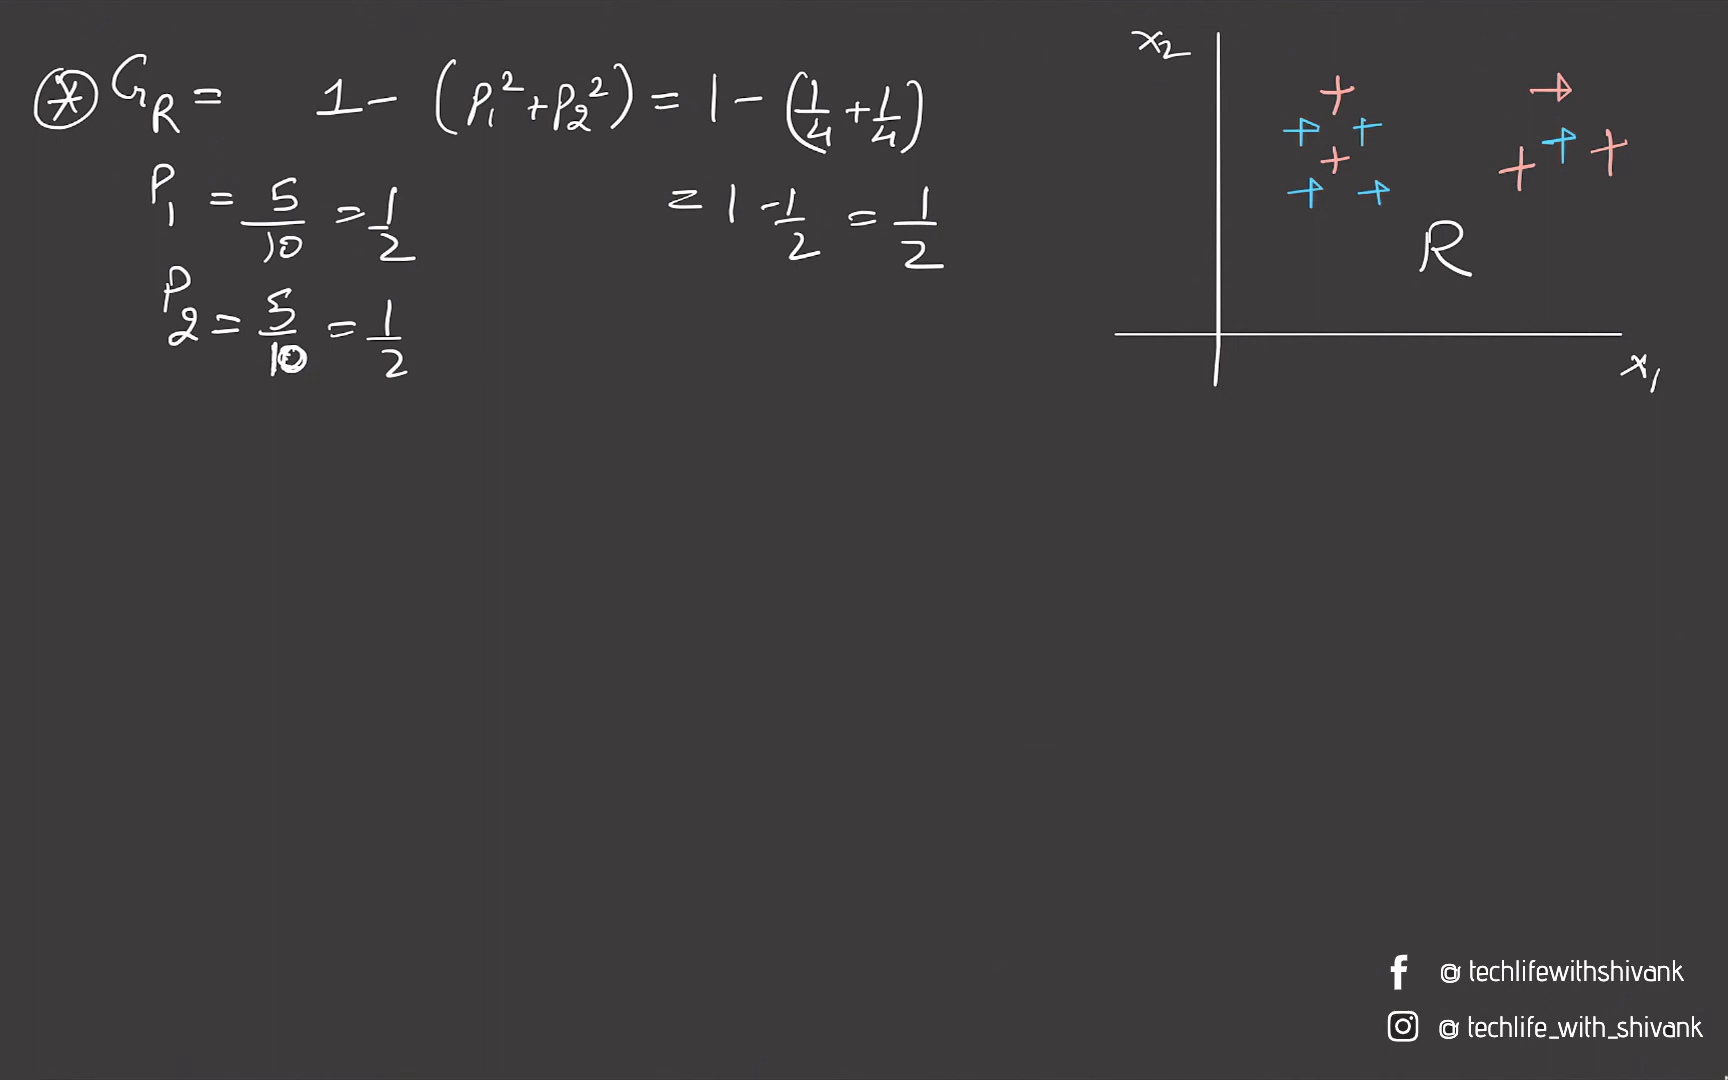 * G_R = 1 - (P₁² + P₂²) = 1 - (1/4 + 1/4)
P₁ = 5/10 = 1/2
= 1 - 1/2 = 1/2
P₂ = 5/10 = 1/2
x₂
R
x₁
@ techlifewithshivank
@ techlife_with_shivank